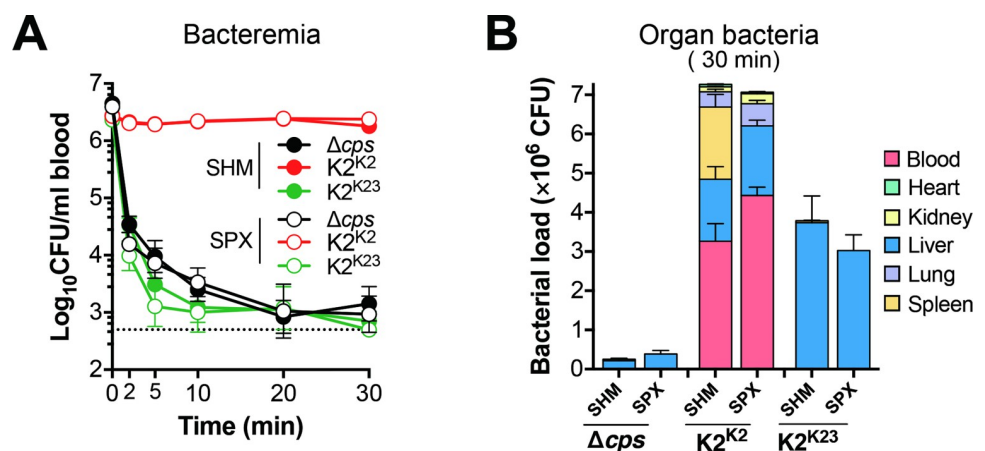 A
Bacteremia
Log10CFU/ml blood
7
6
5
4
3
2
0 2 5 10 20 30
Time (min)
SHM
Δcps
K2K2
K2K23
SPX
Δcps
K2K2
K2K23
B
Organ bacteria
( 30 min)
Bacterial load (×10⁶ CFU)
7
6
5
4
3
2
1
0
SHM SPX SHM SPX SHM SPX
Δcps K2K2 K2K23
Blood
Heart
Kidney
Liver
Lung
Spleen